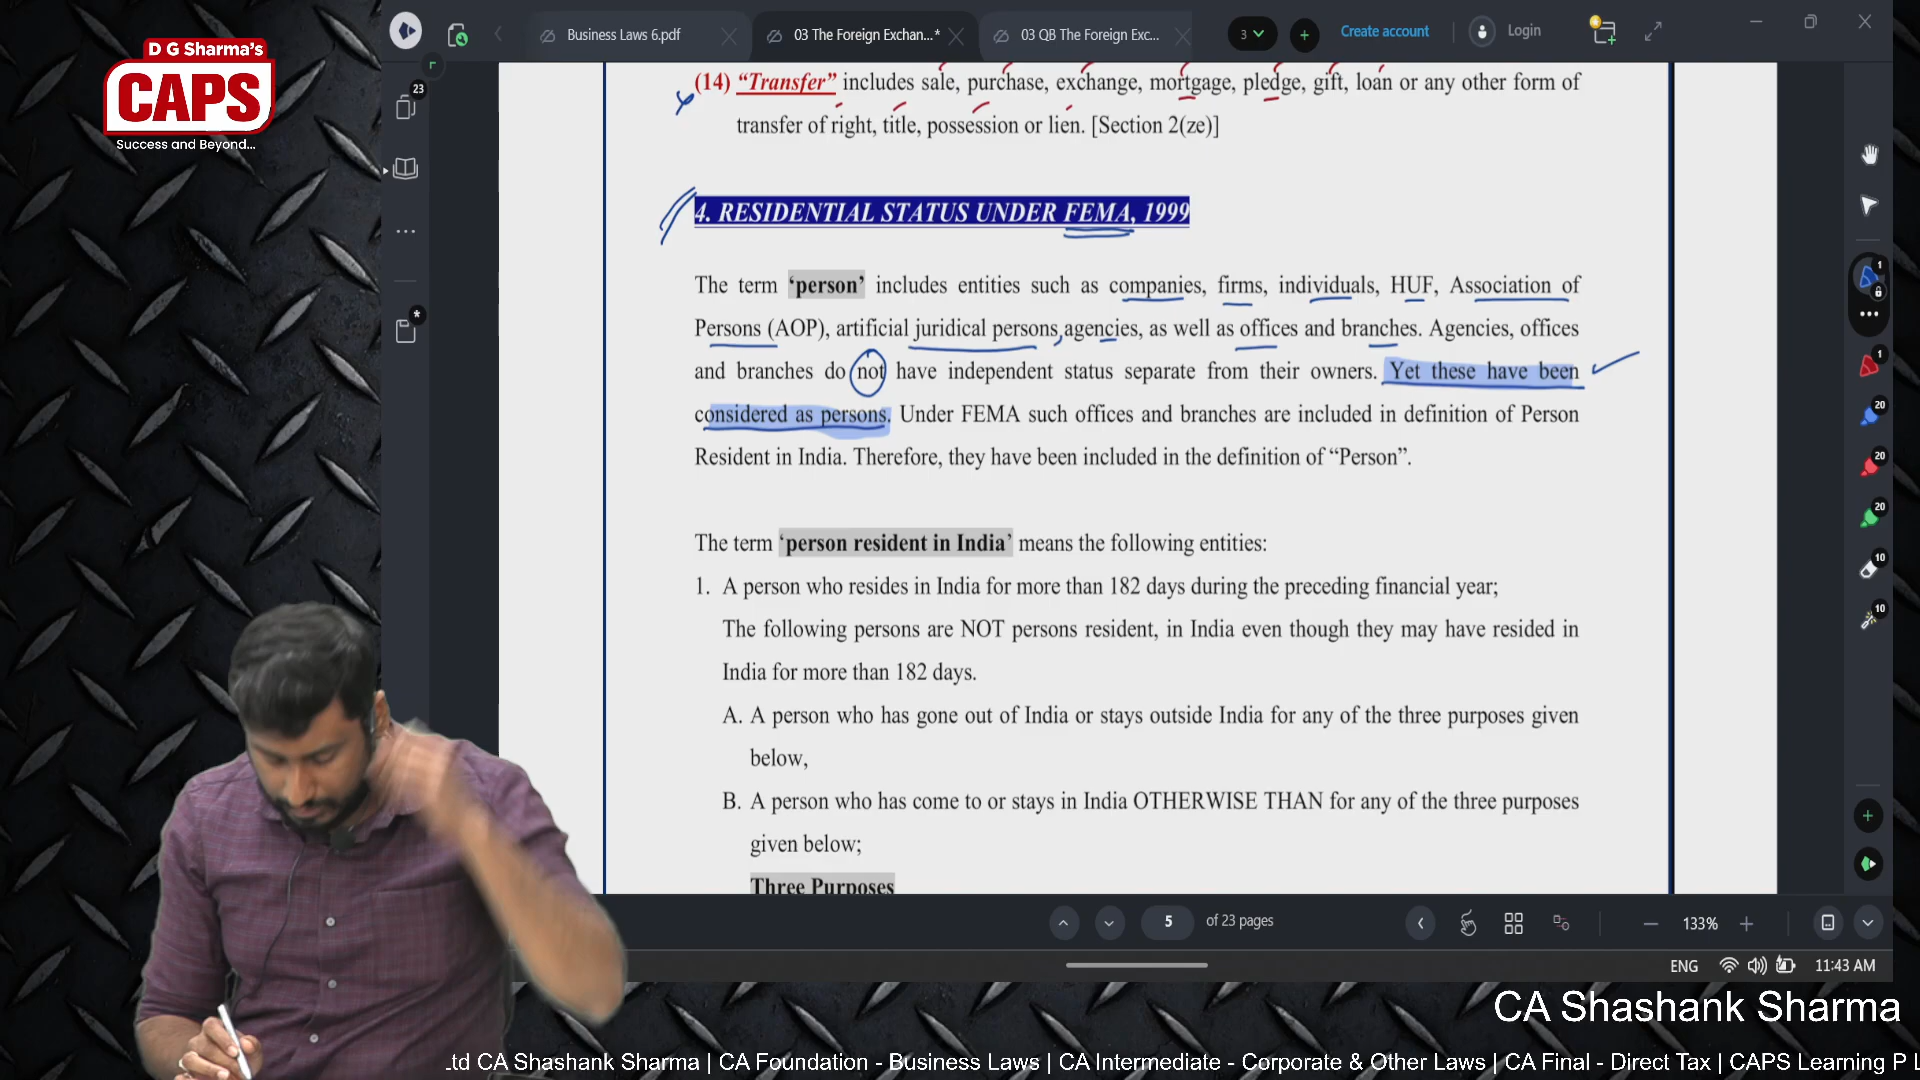 D G Sharma's
CAPS
Success and Beyond...
Business Laws 6.pdf
03 The Foreign Exchan...*
03 QB The Foreign Exc...
3
Create account
Login
23
(14) “Transfer” includes sale, purchase, exchange, mortgage, pledge, gift, loan or any other form of
transfer of right, title, possession or lien. [Section 2(ze)]
4. RESIDENTIAL STATUS UNDER FEMA, 1999
The term ‘person’ includes entities such as companies, firms, individuals, HUF, Association of
Persons (AOP), artificial juridical persons, agencies, as well as offices and branches. Agencies, offices
and branches do not have independent status separate from their owners. Yet these have been
considered as persons. Under FEMA such offices and branches are included in definition of Person
Resident in India. Therefore, they have been included in the definition of “Person”.
The term ‘person resident in India’ means the following entities:
1. A person who resides in India for more than 182 days during the preceding financial year;
The following persons are NOT persons resident, in India even though they may have resided in
India for more than 182 days.
A. A person who has gone out of India or stays outside India for any of the three purposes given
below,
B. A person who has come to or stays in India OTHERWISE THAN for any of the three purposes
given below;
Three Purposes
1
1
20
20
20
10
10
5 of 23 pages
133%
ENG
11:43 AM
CA Shashank Sharma
.td CA Shashank Sharma | CA Foundation - Business Laws | CA Intermediate - Corporate & Other Laws | CA Final - Direct Tax | CAPS Learning P L